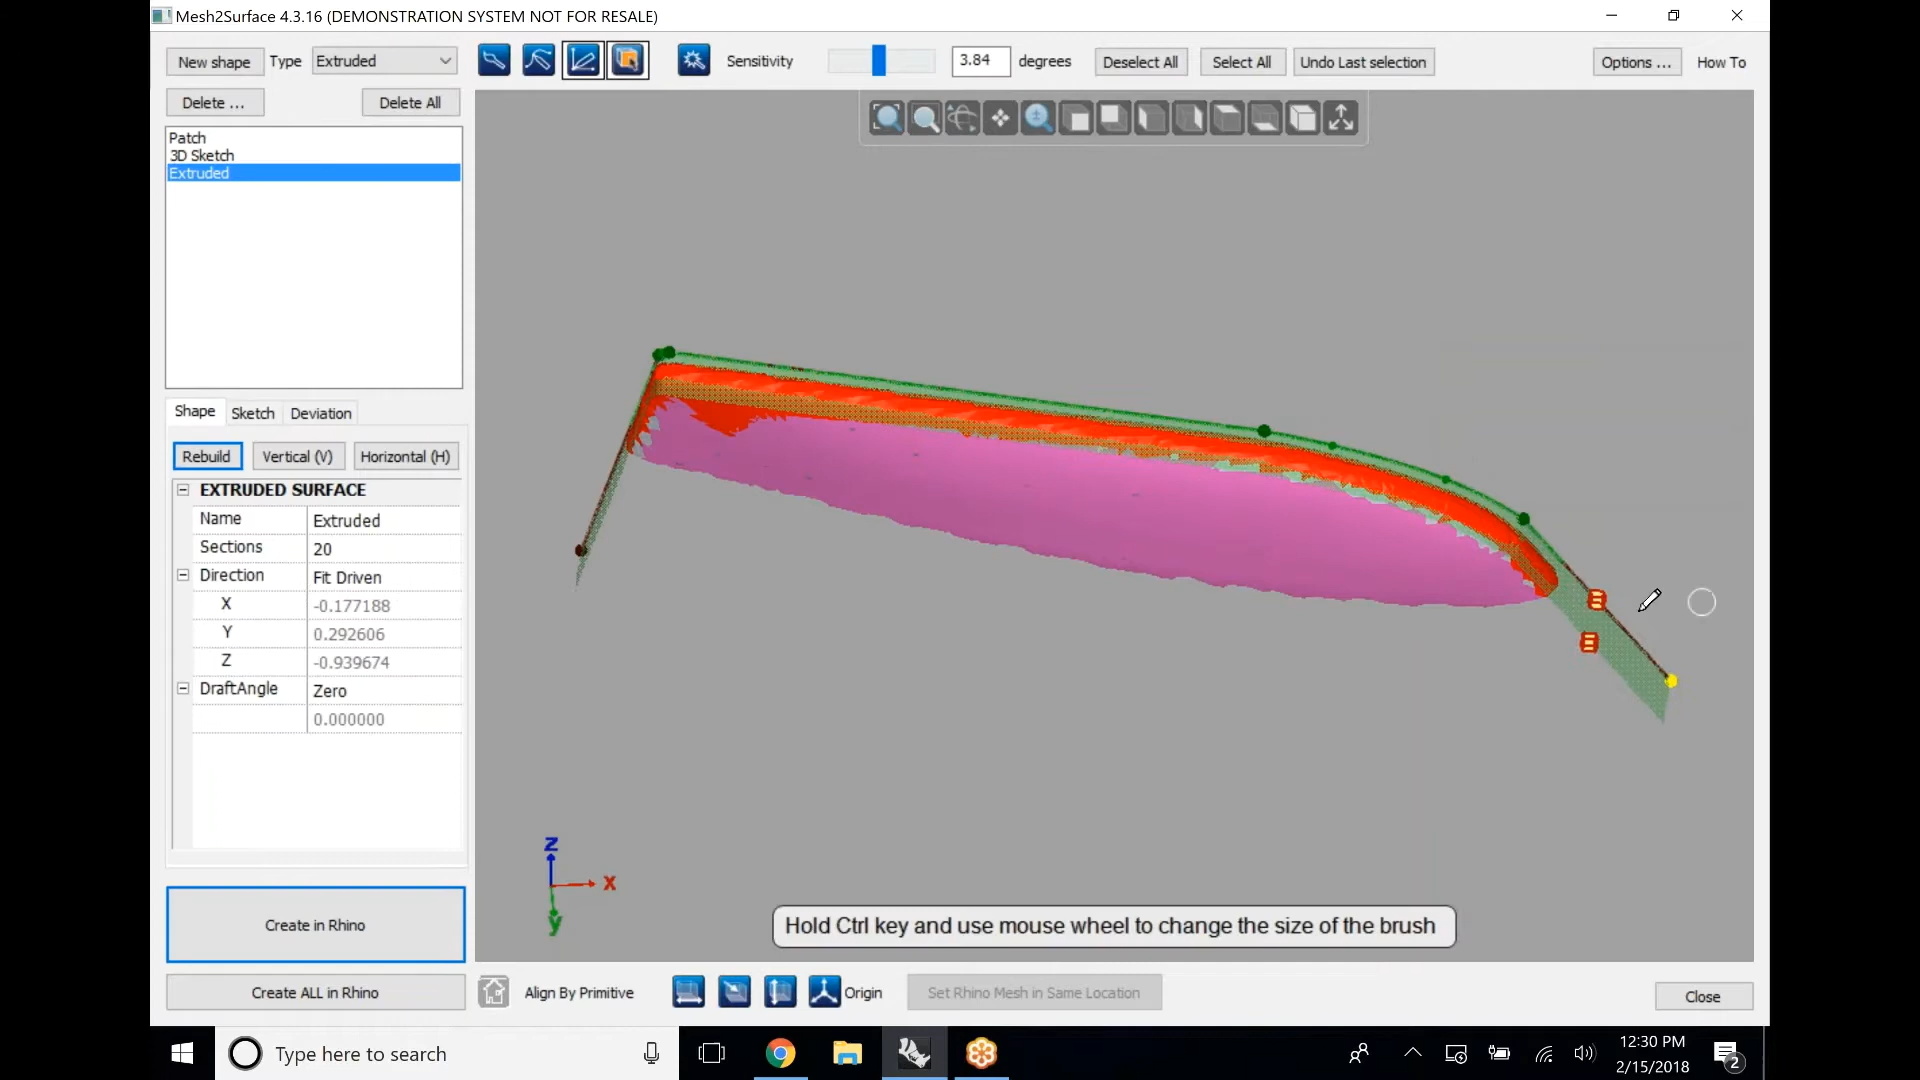 Mesh2Surface 4.3.16 (DEMONSTRATION SYSTEM NOT FOR RESALE)
New shape Type Extruded Sensitivity 3.84 degrees Deselect All Select All Undo Last selection Options ... How To
Delete ... Delete All
Patch
3D Sketch
Extruded
Shape Sketch Deviation
Rebuild Vertical (V) Horizontal (H)
EXTRUDED SURFACE
Name Extruded
Sections 20
Direction Fit Driven
X -0.177188
Y 0.292606
Z -0.939674
DraftAngle Zero
0.000000
Z
X
y
Create in Rhino
Hold Ctrl key and use mouse wheel to change the size of the brush
Create ALL in Rhino Align By Primitive Origin Set Rhino Mesh in Same Location Close
Type here to search
12:30 PM
2/15/2018
2